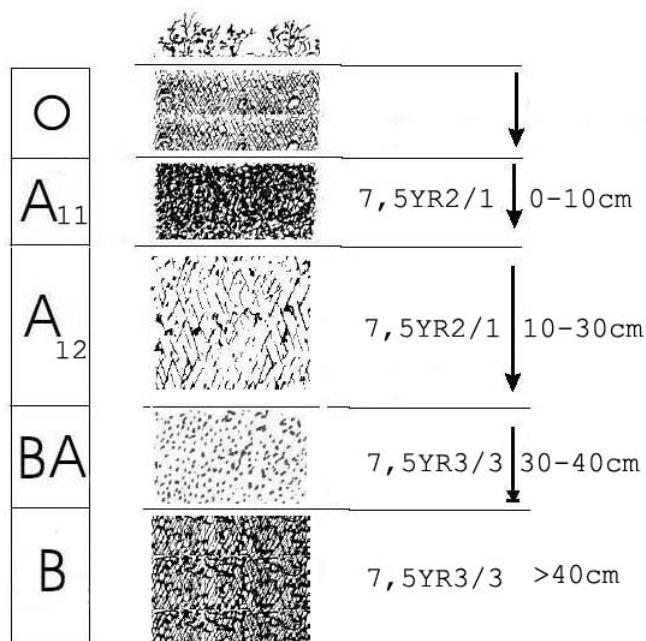 O
A11 7,5YR2/1 0-10cm
A12 7,5YR2/1 10-30cm
BA 7,5YR3/3 30-40cm
B 7,5YR3/3 >40cm